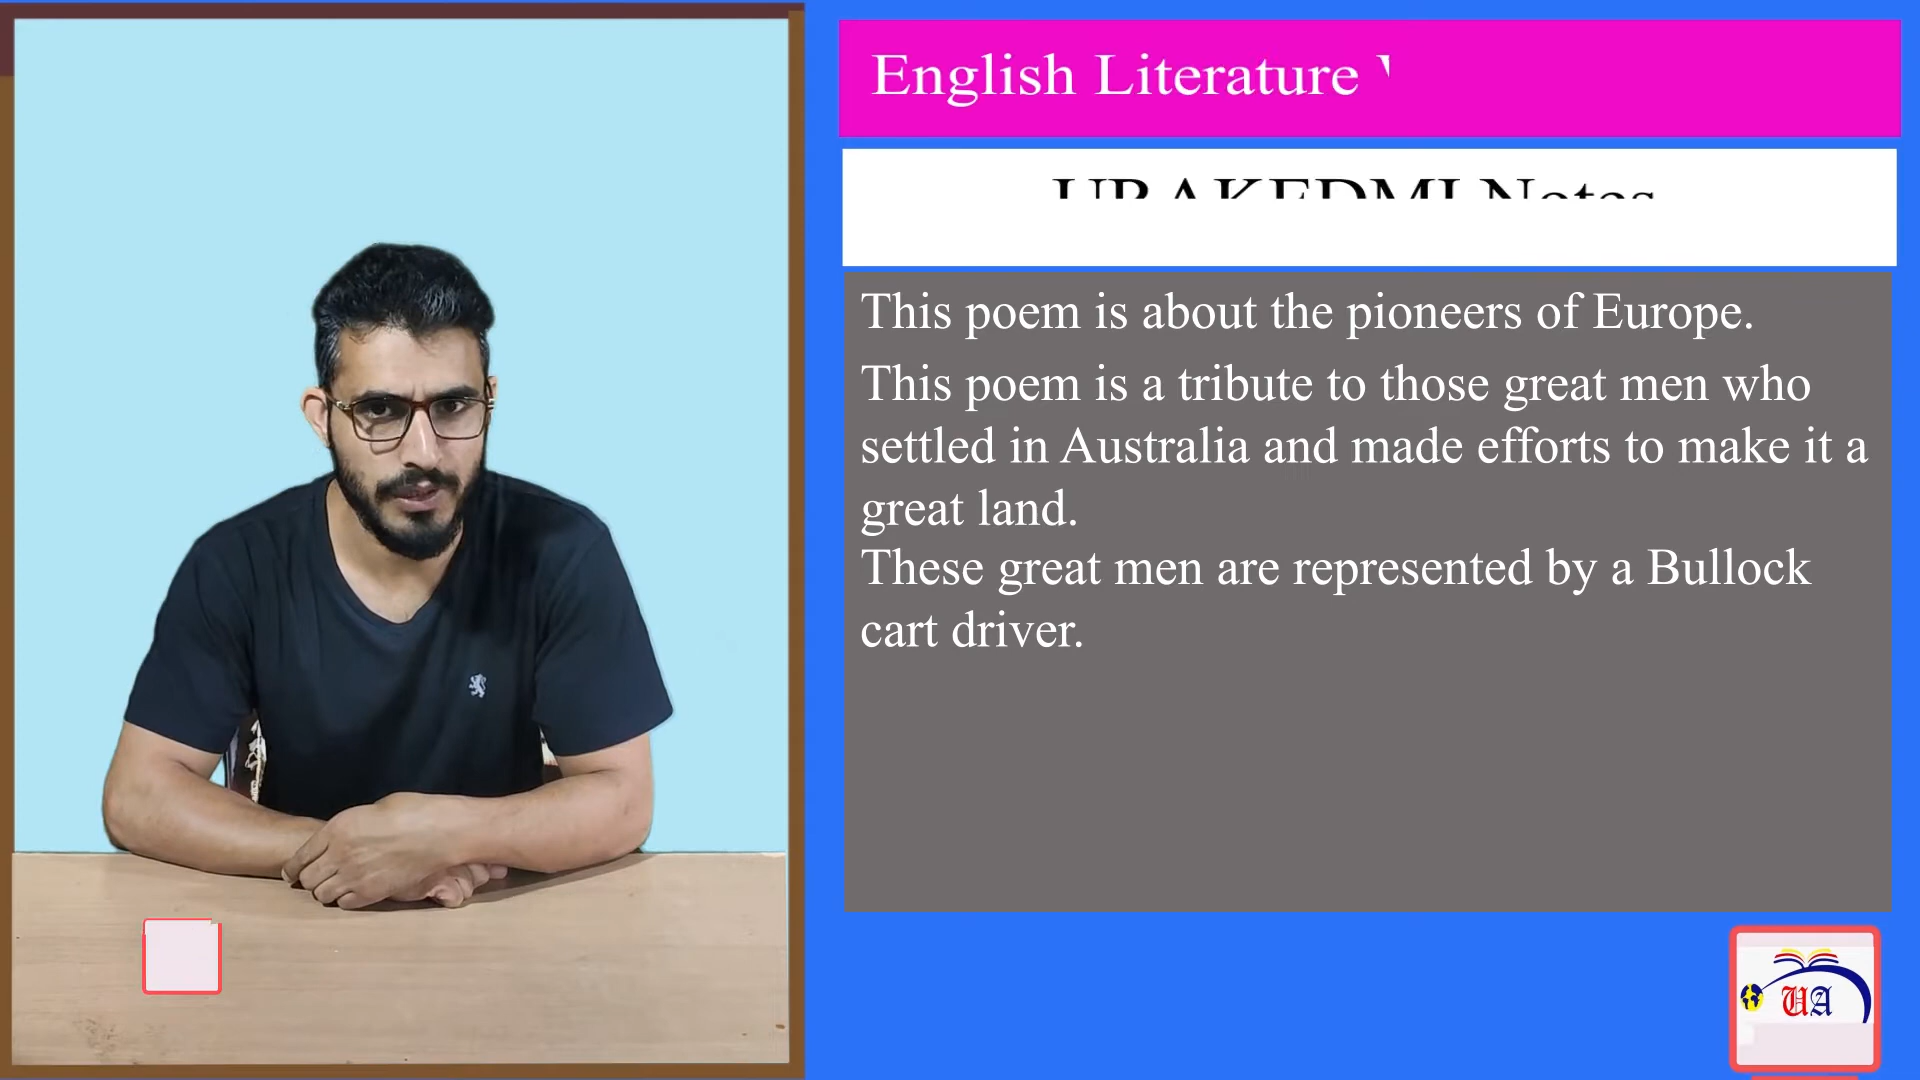 English Literature
Notes
This poem is about the pioneers of Europe.
This poem is a tribute to those great men who
settled in Australia and made efforts to make it a
great land.
These great men are represented by a Bullock
cart driver.
UA